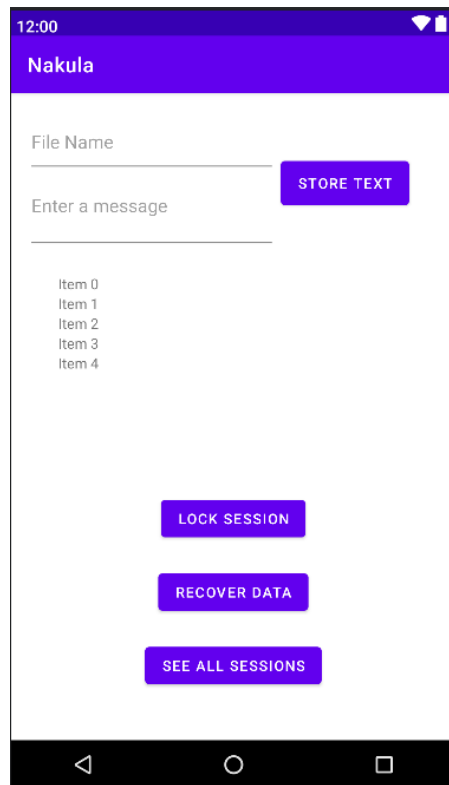 12:00
Nakula
File Name
STORE TEXT
Enter a message
Item 0
Item 1
Item 2
Item 3
Item 4
LOCK SESSION
RECOVER DATA
SEE ALL SESSIONS